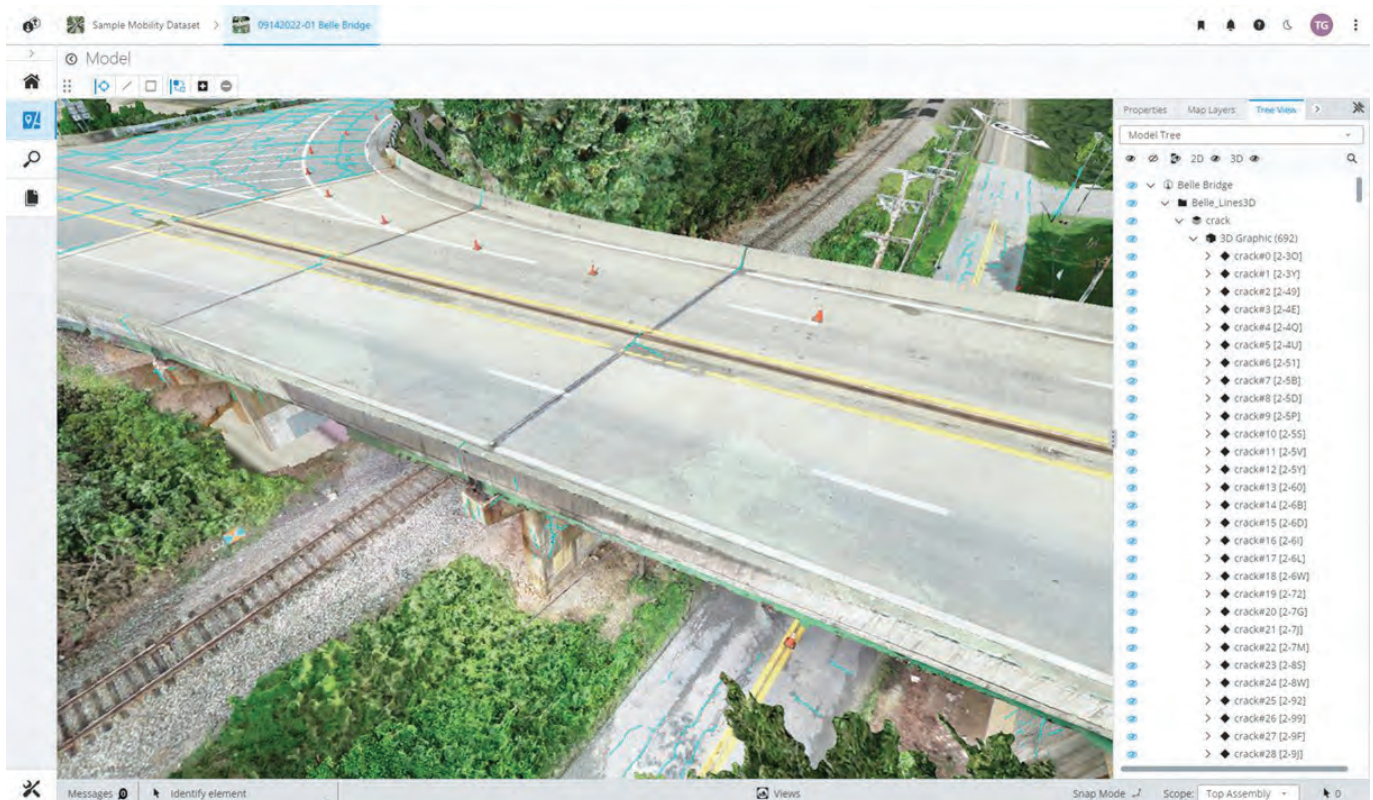 Sample Mobility Dataset > 09142022-01 Belle Bridge
TG
Model
Properties Map Layers Tree View
Model Tree
2D 3D
Belle Bridge
Belle_Lines3D
crack
3D Graphic (692)
crack#0 [2-3O]
crack#1 [2-3Y]
crack#2 [2-49]
crack#3 [2-4E]
crack#4 [2-4Q]
crack#5 [2-4U]
crack#6 [2-51]
crack#7 [2-5B]
crack#8 [2-5D]
crack#9 [2-5P]
crack#10 [2-5S]
crack#11 [2-5V]
crack#12 [2-5Y]
crack#13 [2-60]
crack#14 [2-6B]
crack#15 [2-6D]
crack#16 [2-6I]
crack#17 [2-6L]
crack#18 [2-6W]
crack#19 [2-72]
crack#20 [2-7G]
crack#21 [2-7J]
crack#22 [2-7M]
crack#23 [2-8S]
crack#24 [2-8W]
crack#25 [2-92]
crack#26 [2-99]
crack#27 [2-9F]
crack#28 [2-9J]
Messages 0 Identify element Views Snap Mode Scope: Top Assembly 0